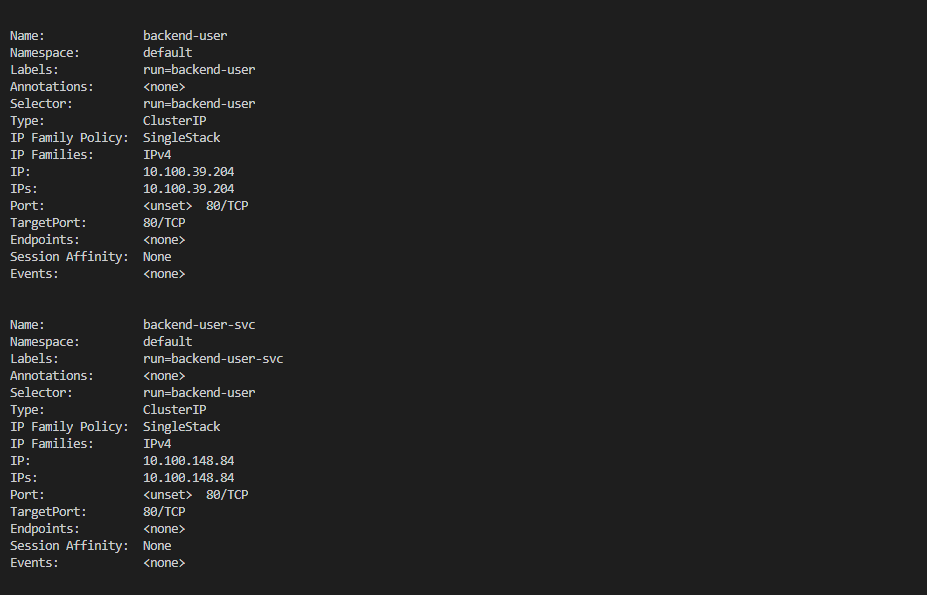 Name:              backend-user
Namespace:         default
Labels:            run=backend-user
Annotations:       <none>
Selector:          run=backend-user
Type:              ClusterIP
IP Family Policy:  SingleStack
IP Families:       IPv4
IP:                10.100.39.204
IPs:               10.100.39.204
Port:              <unset>  80/TCP
TargetPort:        80/TCP
Endpoints:         <none>
Session Affinity:  None
Events:            <none>
Name:              backend-user-svc
Namespace:         default
Labels:            run=backend-user-svc
Annotations:       <none>
Selector:          run=backend-user
Type:              ClusterIP
IP Family Policy:  SingleStack
IP Families:       IPv4
IP:                10.100.148.84
IPs:               10.100.148.84
Port:              <unset>  80/TCP
TargetPort:        80/TCP
Endpoints:         <none>
Session Affinity:  None
Events:            <none>